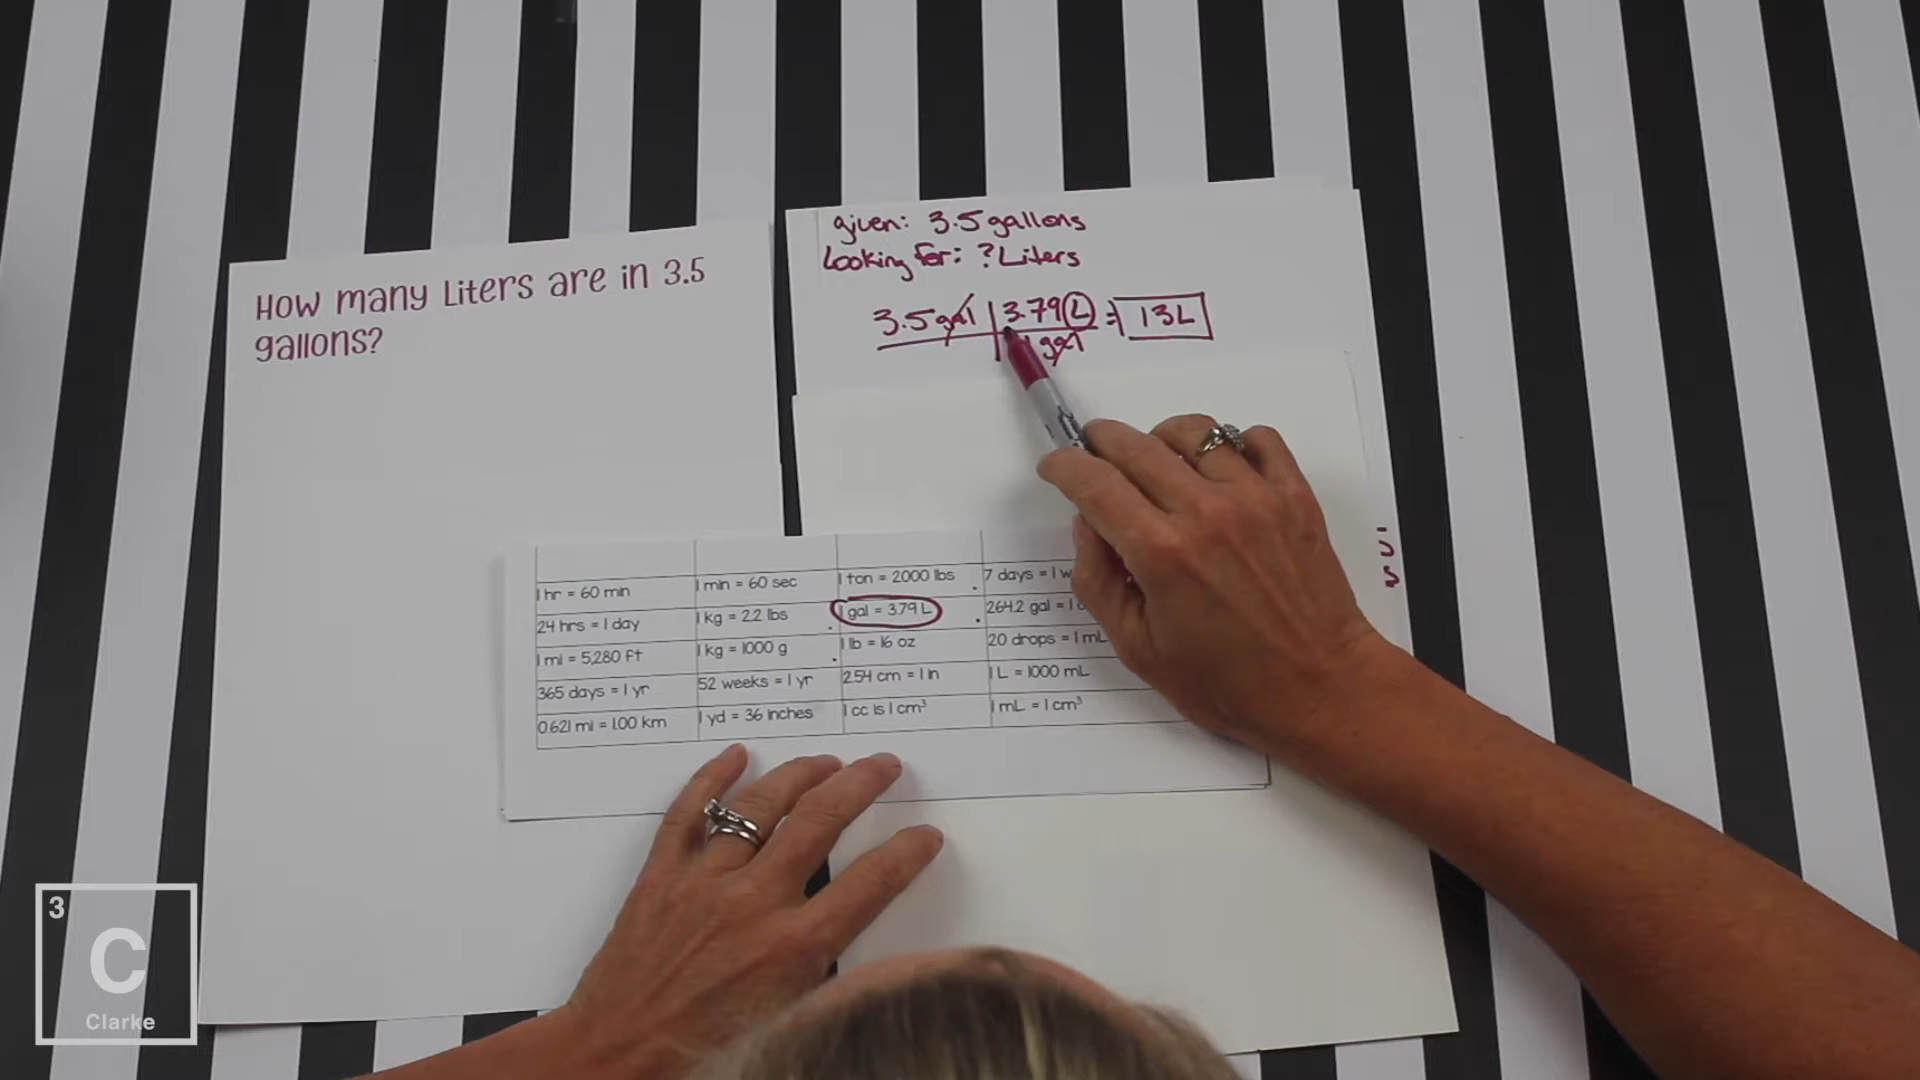 How many Liters are in 3.5
gallons?
given: 3.5 gallons
Looking for: ? Liters
3.5 gal | 3.79 L = 13L
1 gal
1 hr = 60 min
1 min = 60 sec
1 ton = 2000 lbs
7 days = 1 w
24 hrs = 1 day
1 kg = 2.2 lbs
1 gal = 3.79 L
264.2 gal = 1
1 mi = 5,280 ft
1 kg = 1000 g
1 lb = 16 oz
20 drops = 1 mL
365 days = 1 yr
52 weeks = 1 yr
2.54 cm = 1 in
1 L = 1000 mL
0.621 mi = 1.00 km
1 yd = 36 inches
1 cc is 1 cm³
1 mL = 1 cm³
3
C
Clarke